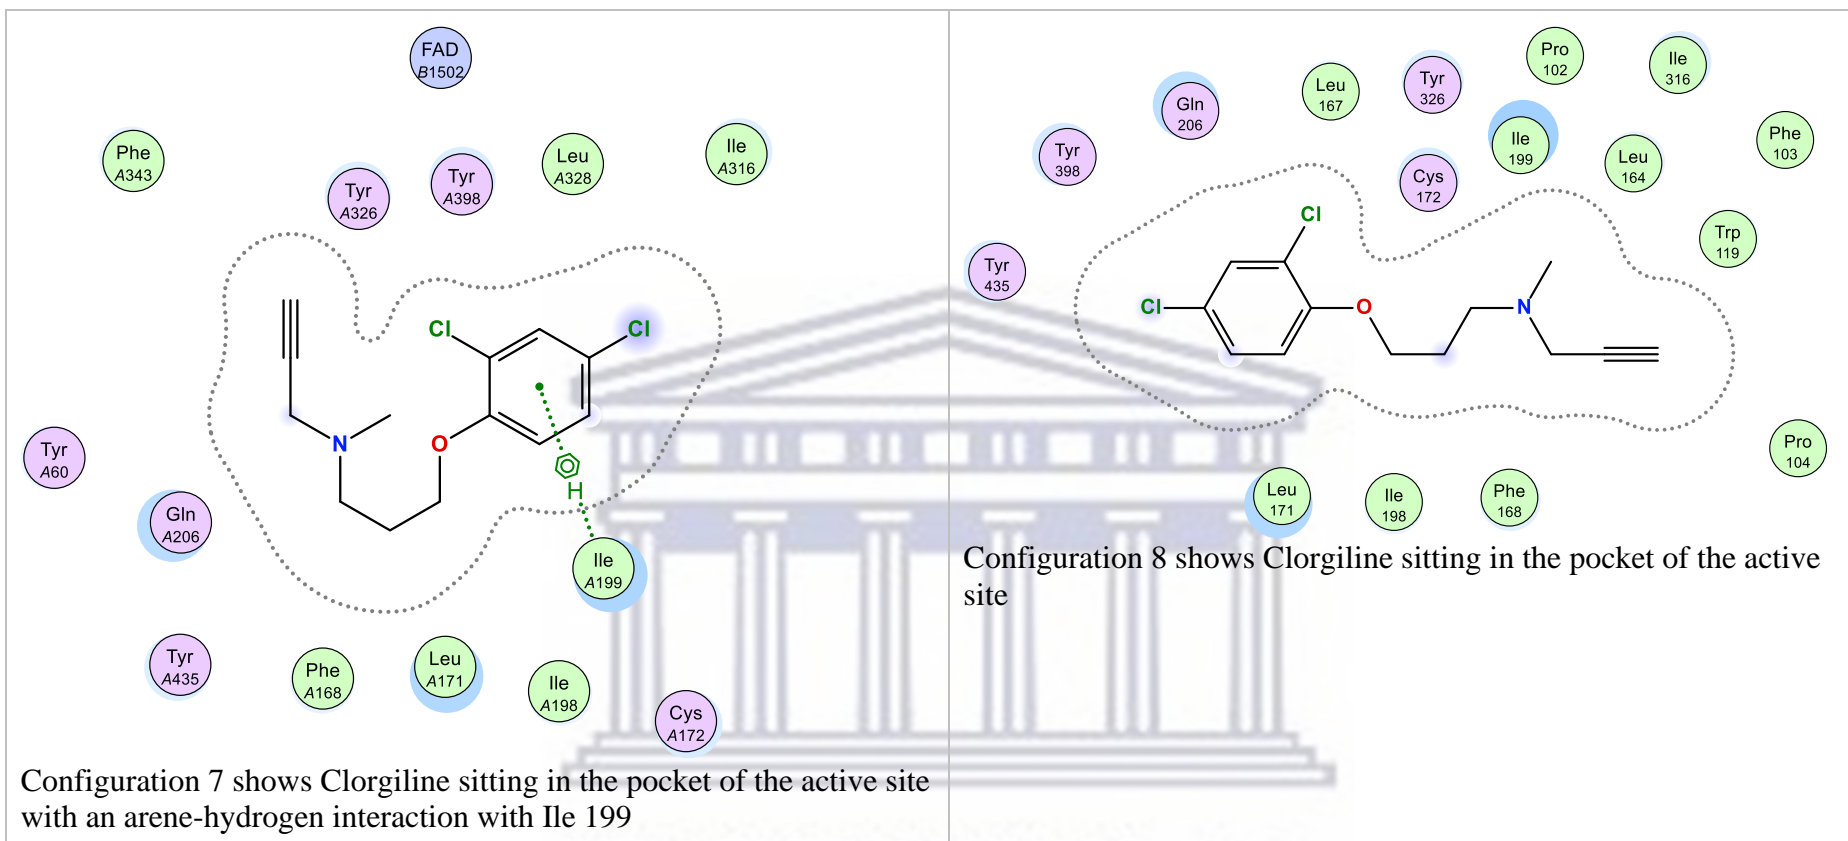 FAD
B1502
Phe
A343
Tyr
A326
Tyr
A398
Leu
A328
Ile
A316
Cl
Cl
N
O
H
Tyr
A60
Gln
A206
Ile
A199
Tyr
A435
Phe
A168
Leu
A171
Ile
A198
Cys
A172
Configuration 7 shows Clorgiline sitting in the pocket of the active site
with an arene-hydrogen interaction with Ile 199
Pro
102
Ile
316
Leu
167
Tyr
326
Gln
206
Ile
199
Phe
103
Tyr
398
Cys
172
Leu
164
Trp
119
Tyr
435
Cl
Cl
O
N
Pro
104
Leu
171
Ile
198
Phe
168
Configuration 8 shows Clorgiline sitting in the pocket of the active
site